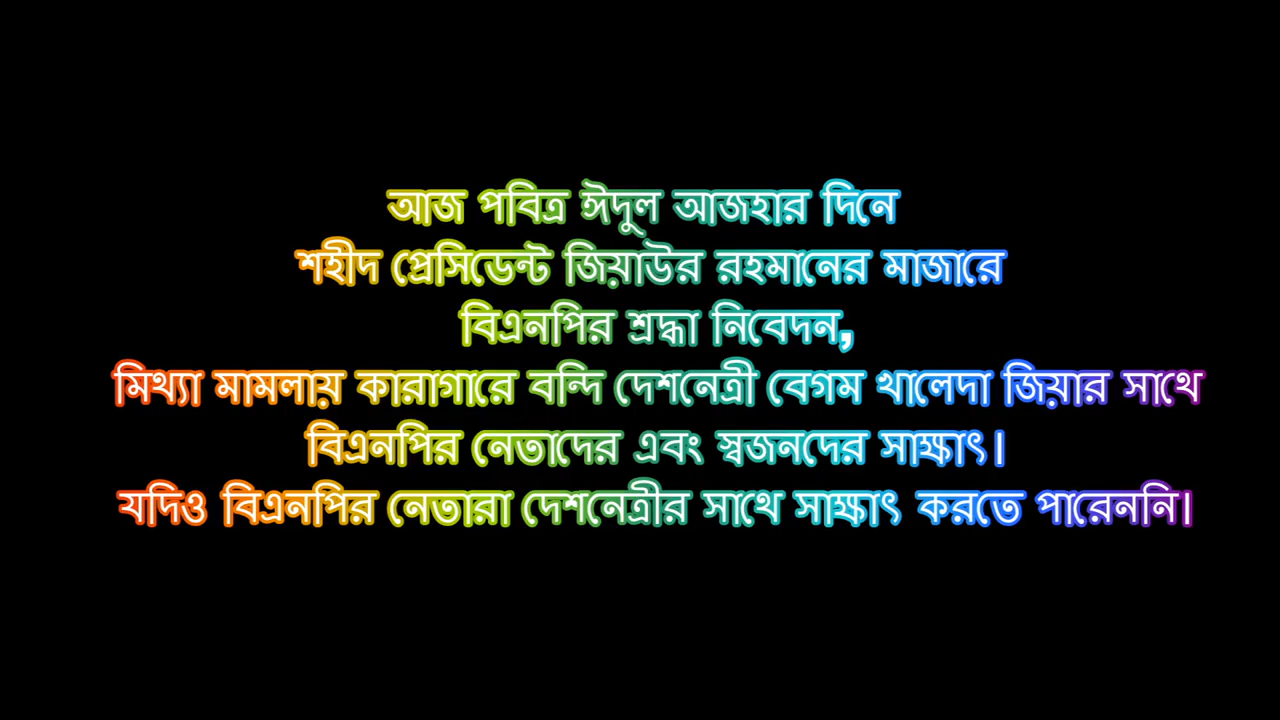 আজ পবিত্র ঈদুল আজহার দিনে
শহীদ প্রেসিডেন্ট জিয়াউর রহমানের মাজারে
বিএনপির শ্রদ্ধা নিবেদন,
মিথ্যা মামলায় কারাগারে বন্দি দেশনেত্রী বেগম খালেদা জিয়ার সাথে
বিএনপির নেতাদের এবং স্বজনদের সাক্ষাৎ।
যদিও বিএনপির নেতারা দেশনেত্রীর সাথে সাক্ষাৎ করতে পারেননি।